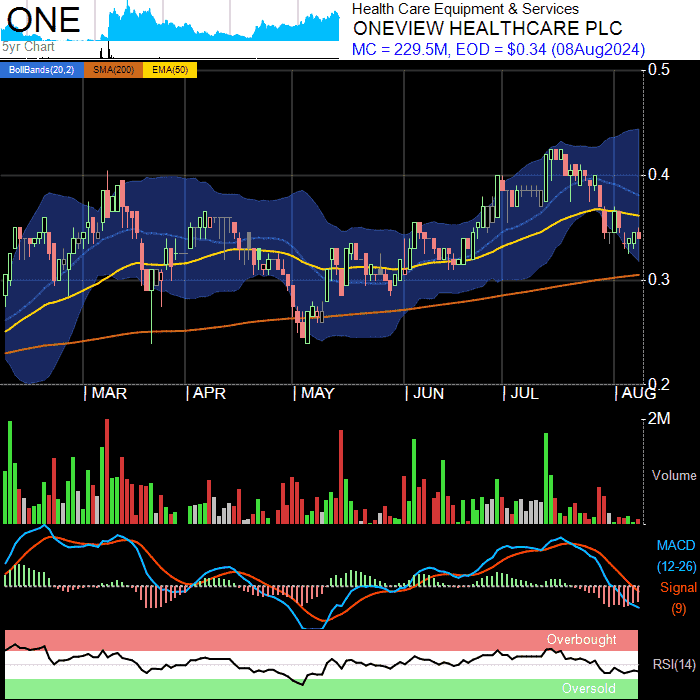 ONE
5yr Chart
Health Care Equipment & Services
ONEVIEW HEALTHCARE PLC
MC = 229.5M, EOD = $0.34 (08Aug2024)
BollBands(20,2) SMA(200) EMA(50)
0.5
0.4
0.3
0.2
| MAR | APR | MAY | JUN | JUL | AUG
2M
Volume
MACD
(12-26)
Signal
(9)
Overbought
RSI(14)
Oversold